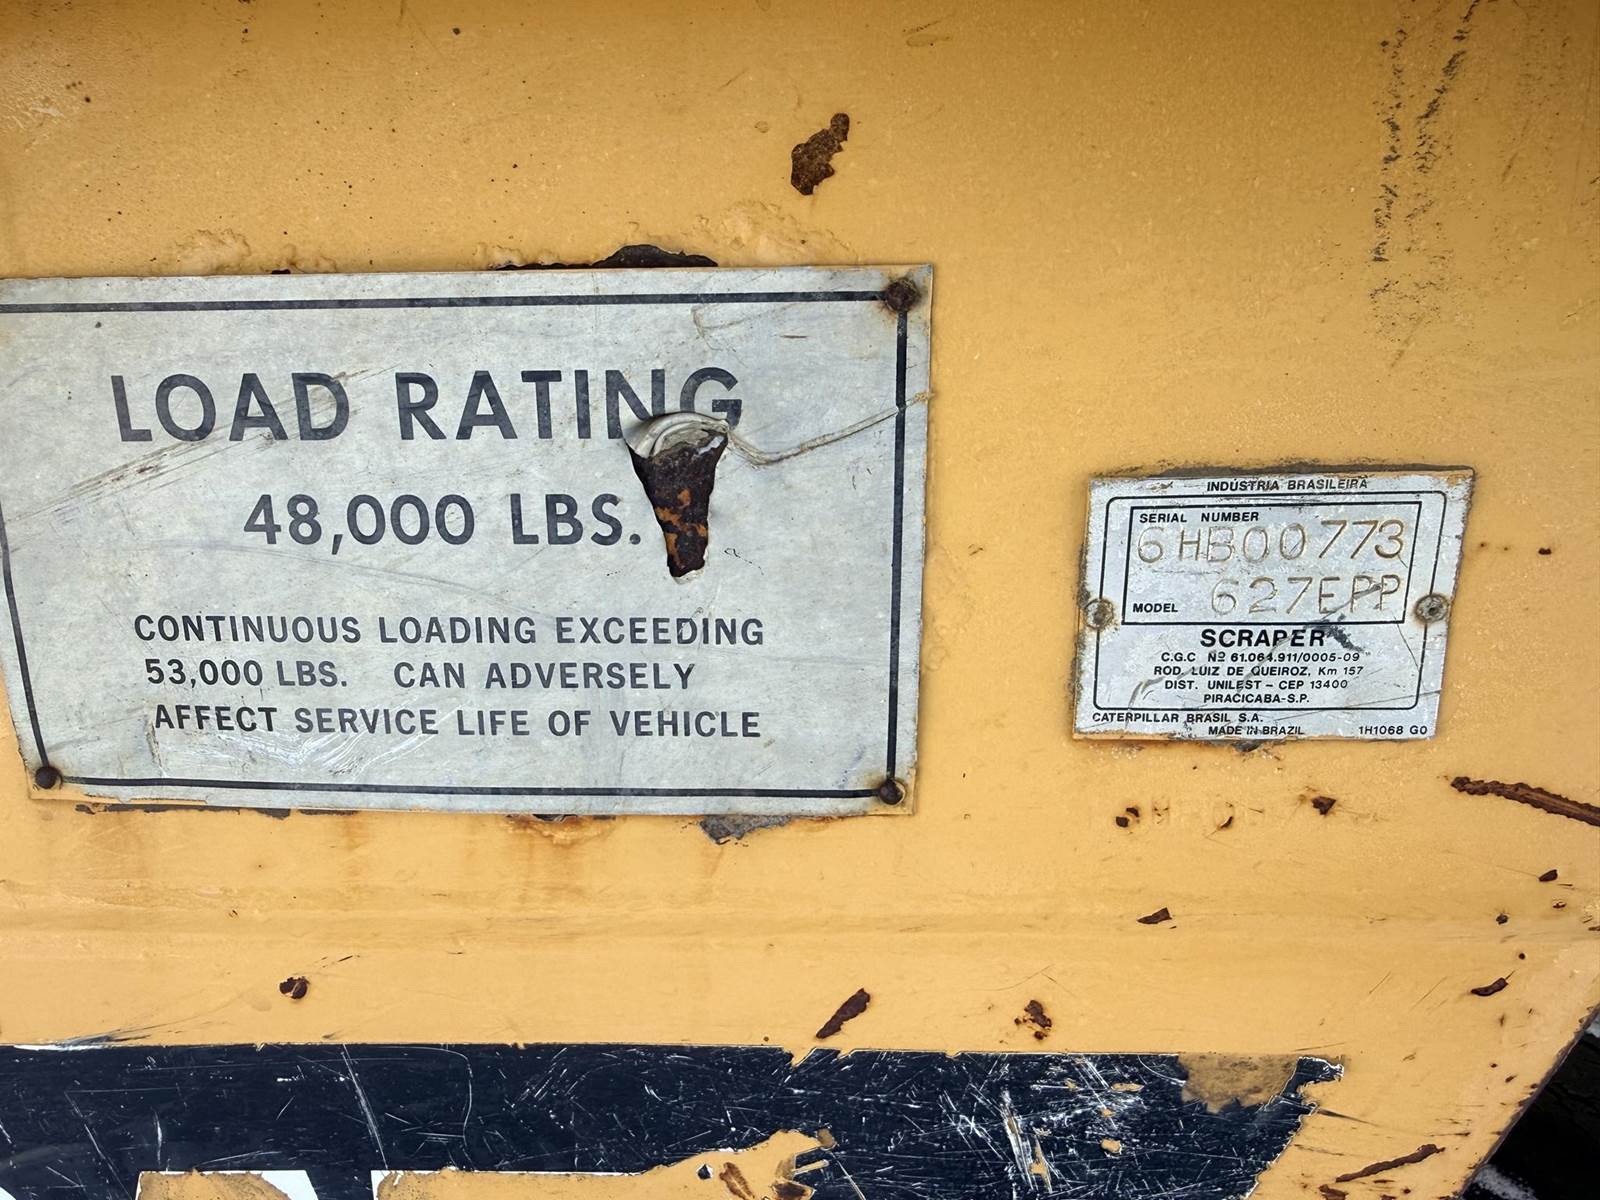 LOAD RATING
48,000 LBS.
CONTINUOUS LOADING EXCEEDING
53,000 LBS. CAN ADVERSELY
AFFECT SERVICE LIFE OF VEHICLE
INDÚSTRIA BRASILEIRA
SERIAL NUMBER
6HB00773
MODEL 627EPP
SCRAPER
C.G.C Nº 61.064.911/0005-09
ROD. LUIZ DE QUEIROZ, Km 157
DIST. UNILEST - CEP 13400
PIRACICABA-S.P.
CATERPILLAR BRASIL S.A.
MADE IN BRAZIL 1H1068 G0